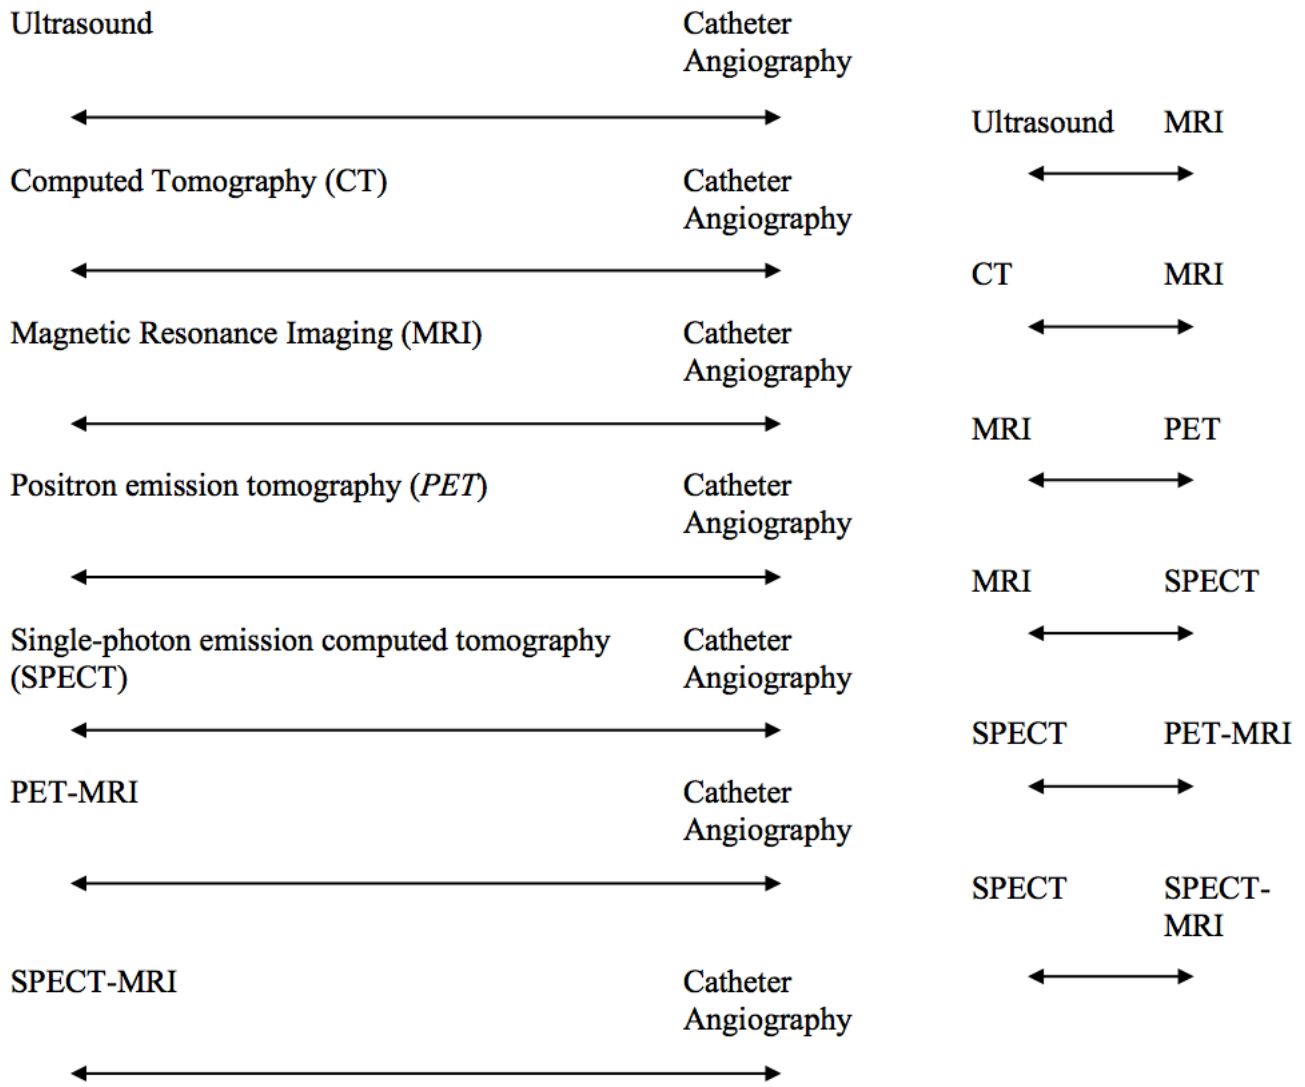 Ultrasound
Catheter
Angiography
Computed Tomography (CT)
Catheter
Angiography
Magnetic Resonance Imaging (MRI)
Catheter
Angiography
Positron emission tomography (PET)
Catheter
Angiography
Single-photon emission computed tomography
(SPECT)
Catheter
Angiography
PET-MRI
Catheter
Angiography
SPECT-MRI
Catheter
Angiography
Ultrasound MRI
CT MRI
MRI PET
MRI SPECT
SPECT PET-MRI
SPECT SPECT-
MRI